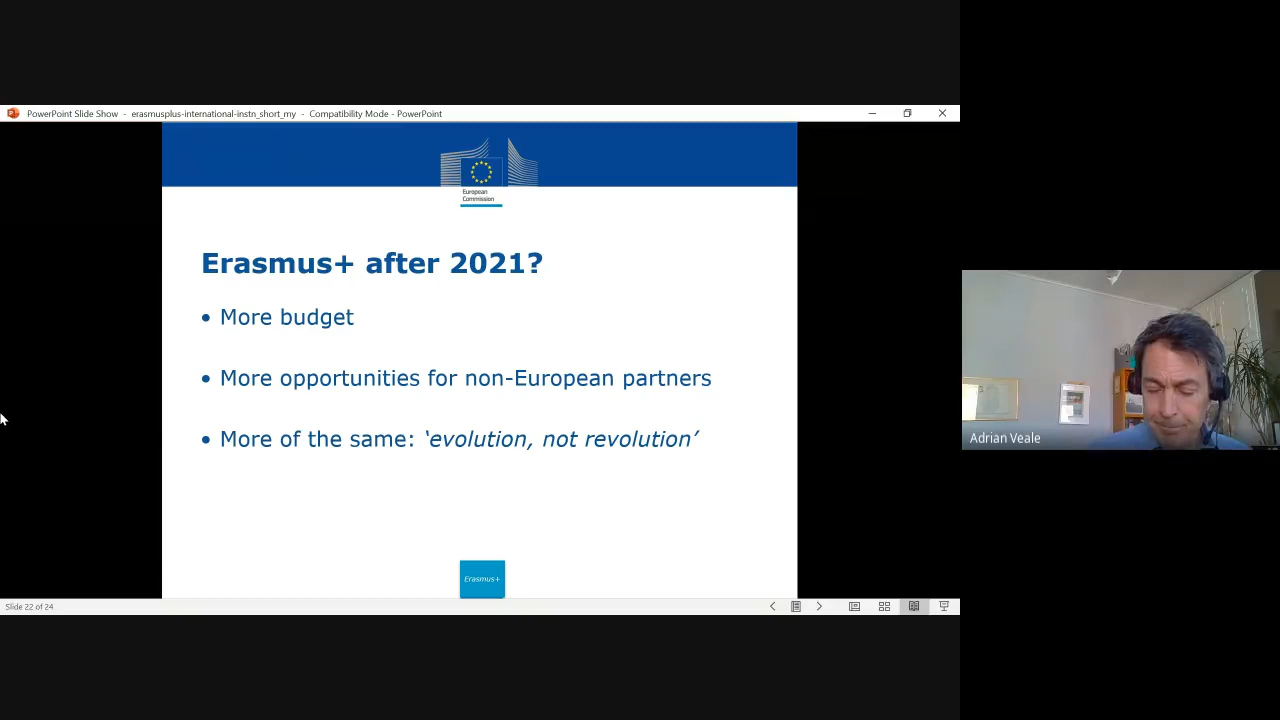 PowerPoint Slide Show - erasmusplus-international-instn_short_my - Compatibility Mode - PowerPoint
European
Commission
Erasmus+ after 2021?
• More budget
• More opportunities for non-European partners
• More of the same: ‘evolution, not revolution’
Adrian Veale
Erasmus+
Slide 22 of 24